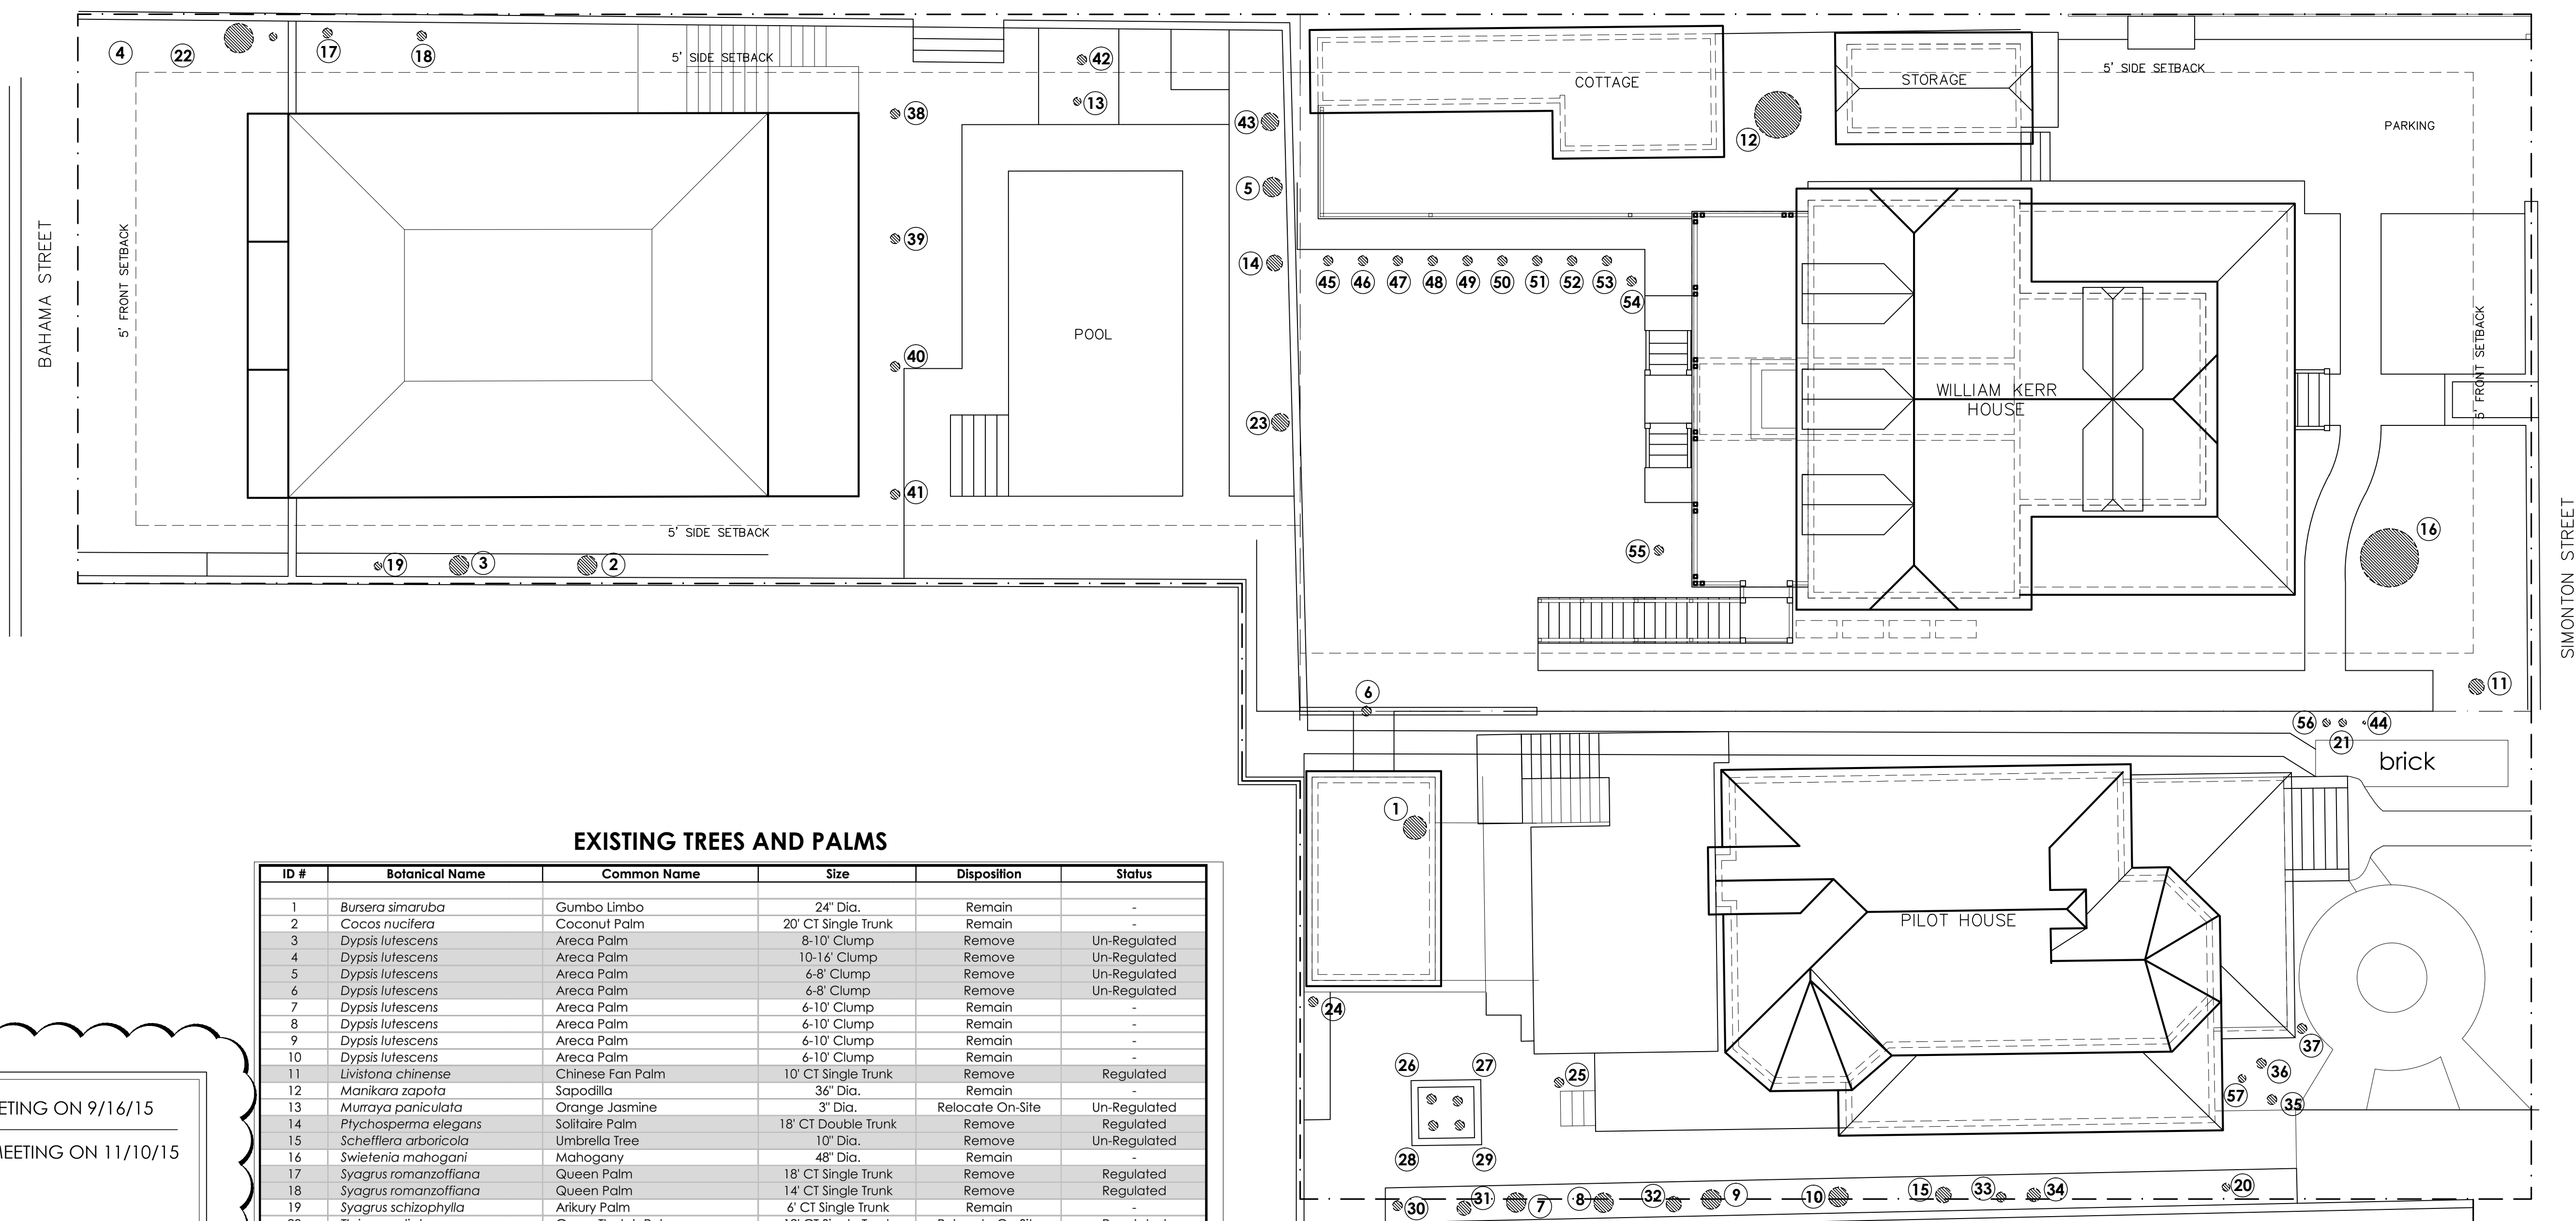 4 22 17 18
5' SIDE SETBACK
42
13
38
43
COTTAGE
12
STORAGE
5' SIDE SETBACK
PARKING
5
39
14
BAHAMA STREET
5' FRONT SETBACK
45 46 47 48 49 50 51 52 53
54
POOL
40
23
41
WILLIAM KERR
HOUSE
5' FRONT SETBACK
SIMONTON STREET
16
5' SIDE SETBACK
19 3 2
55
6
11
56 44
21
brick
1
PILOT HOUSE
24
26 27
25
28 29
37
36
57
35
30 31 7 8 32 9 10 15 33 34 20
EXISTING TREES AND PALMS
ID # Botanical Name Common Name Size Disposition Status
1 Bursera simaruba Gumbo Limbo 24" Dia. Remain -
2 Cocos nucifera Coconut Palm 20' CT Single Trunk Remain -
3 Dypsis lutescens Areca Palm 8-10' Clump Remove Un-Regulated
4 Dypsis lutescens Areca Palm 10-16' Clump Remove Un-Regulated
5 Dypsis lutescens Areca Palm 6-8' Clump Remove Un-Regulated
6 Dypsis lutescens Areca Palm 6-8' Clump Remove Un-Regulated
7 Dypsis lutescens Areca Palm 6-10' Clump Remain -
8 Dypsis lutescens Areca Palm 6-10' Clump Remain -
9 Dypsis lutescens Areca Palm 6-10' Clump Remain -
10 Dypsis lutescens Areca Palm 6-10' Clump Remain -
11 Livistona chinense Chinese Fan Palm 10' CT Single Trunk Remove Regulated
12 Manikara zapota Sapodilla 36" Dia. Remain -
13 Murraya paniculata Orange Jasmine 3" Dia. Relocate On-Site Un-Regulated
14 Ptychosperma elegans Solitaire Palm 18' CT Double Trunk Remove Regulated
15 Schefflera arboricola Umbrella Tree 10" Dia. Remove Un-Regulated
16 Swietenia mahogani Mahogany 48" Dia. Remain -
17 Syagrus romanzoffiana Queen Palm 18' CT Single Trunk Remove Regulated
18 Syagrus romanzoffiana Queen Palm 14' CT Single Trunk Remove Regulated
19 Syagrus schizophylla Arikury Palm 6' CT Single Trunk Remain -
ETING ON 9/16/15
EETING ON 11/10/15